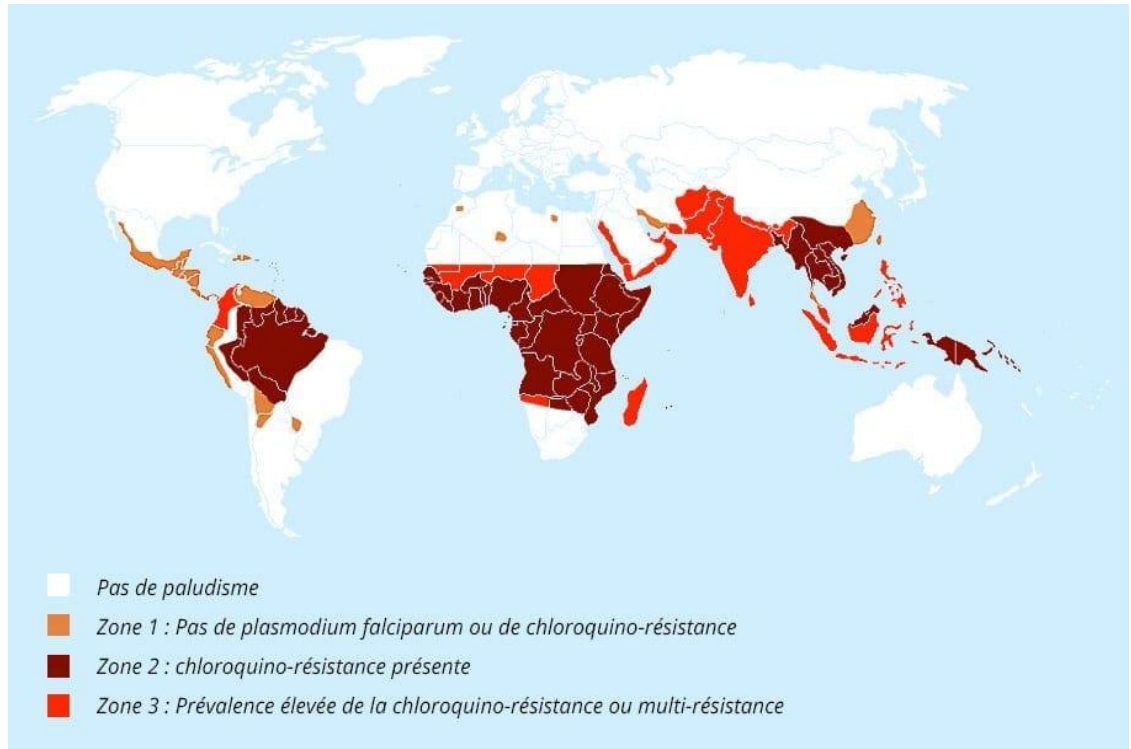 Pas de paludisme
Zone 1 : Pas de plasmodium falciparum ou de chloroquino-résistance
Zone 2 : chloroquino-résistance présente
Zone 3 : Prévalence élevée de la chloroquino-résistance ou multi-résistance